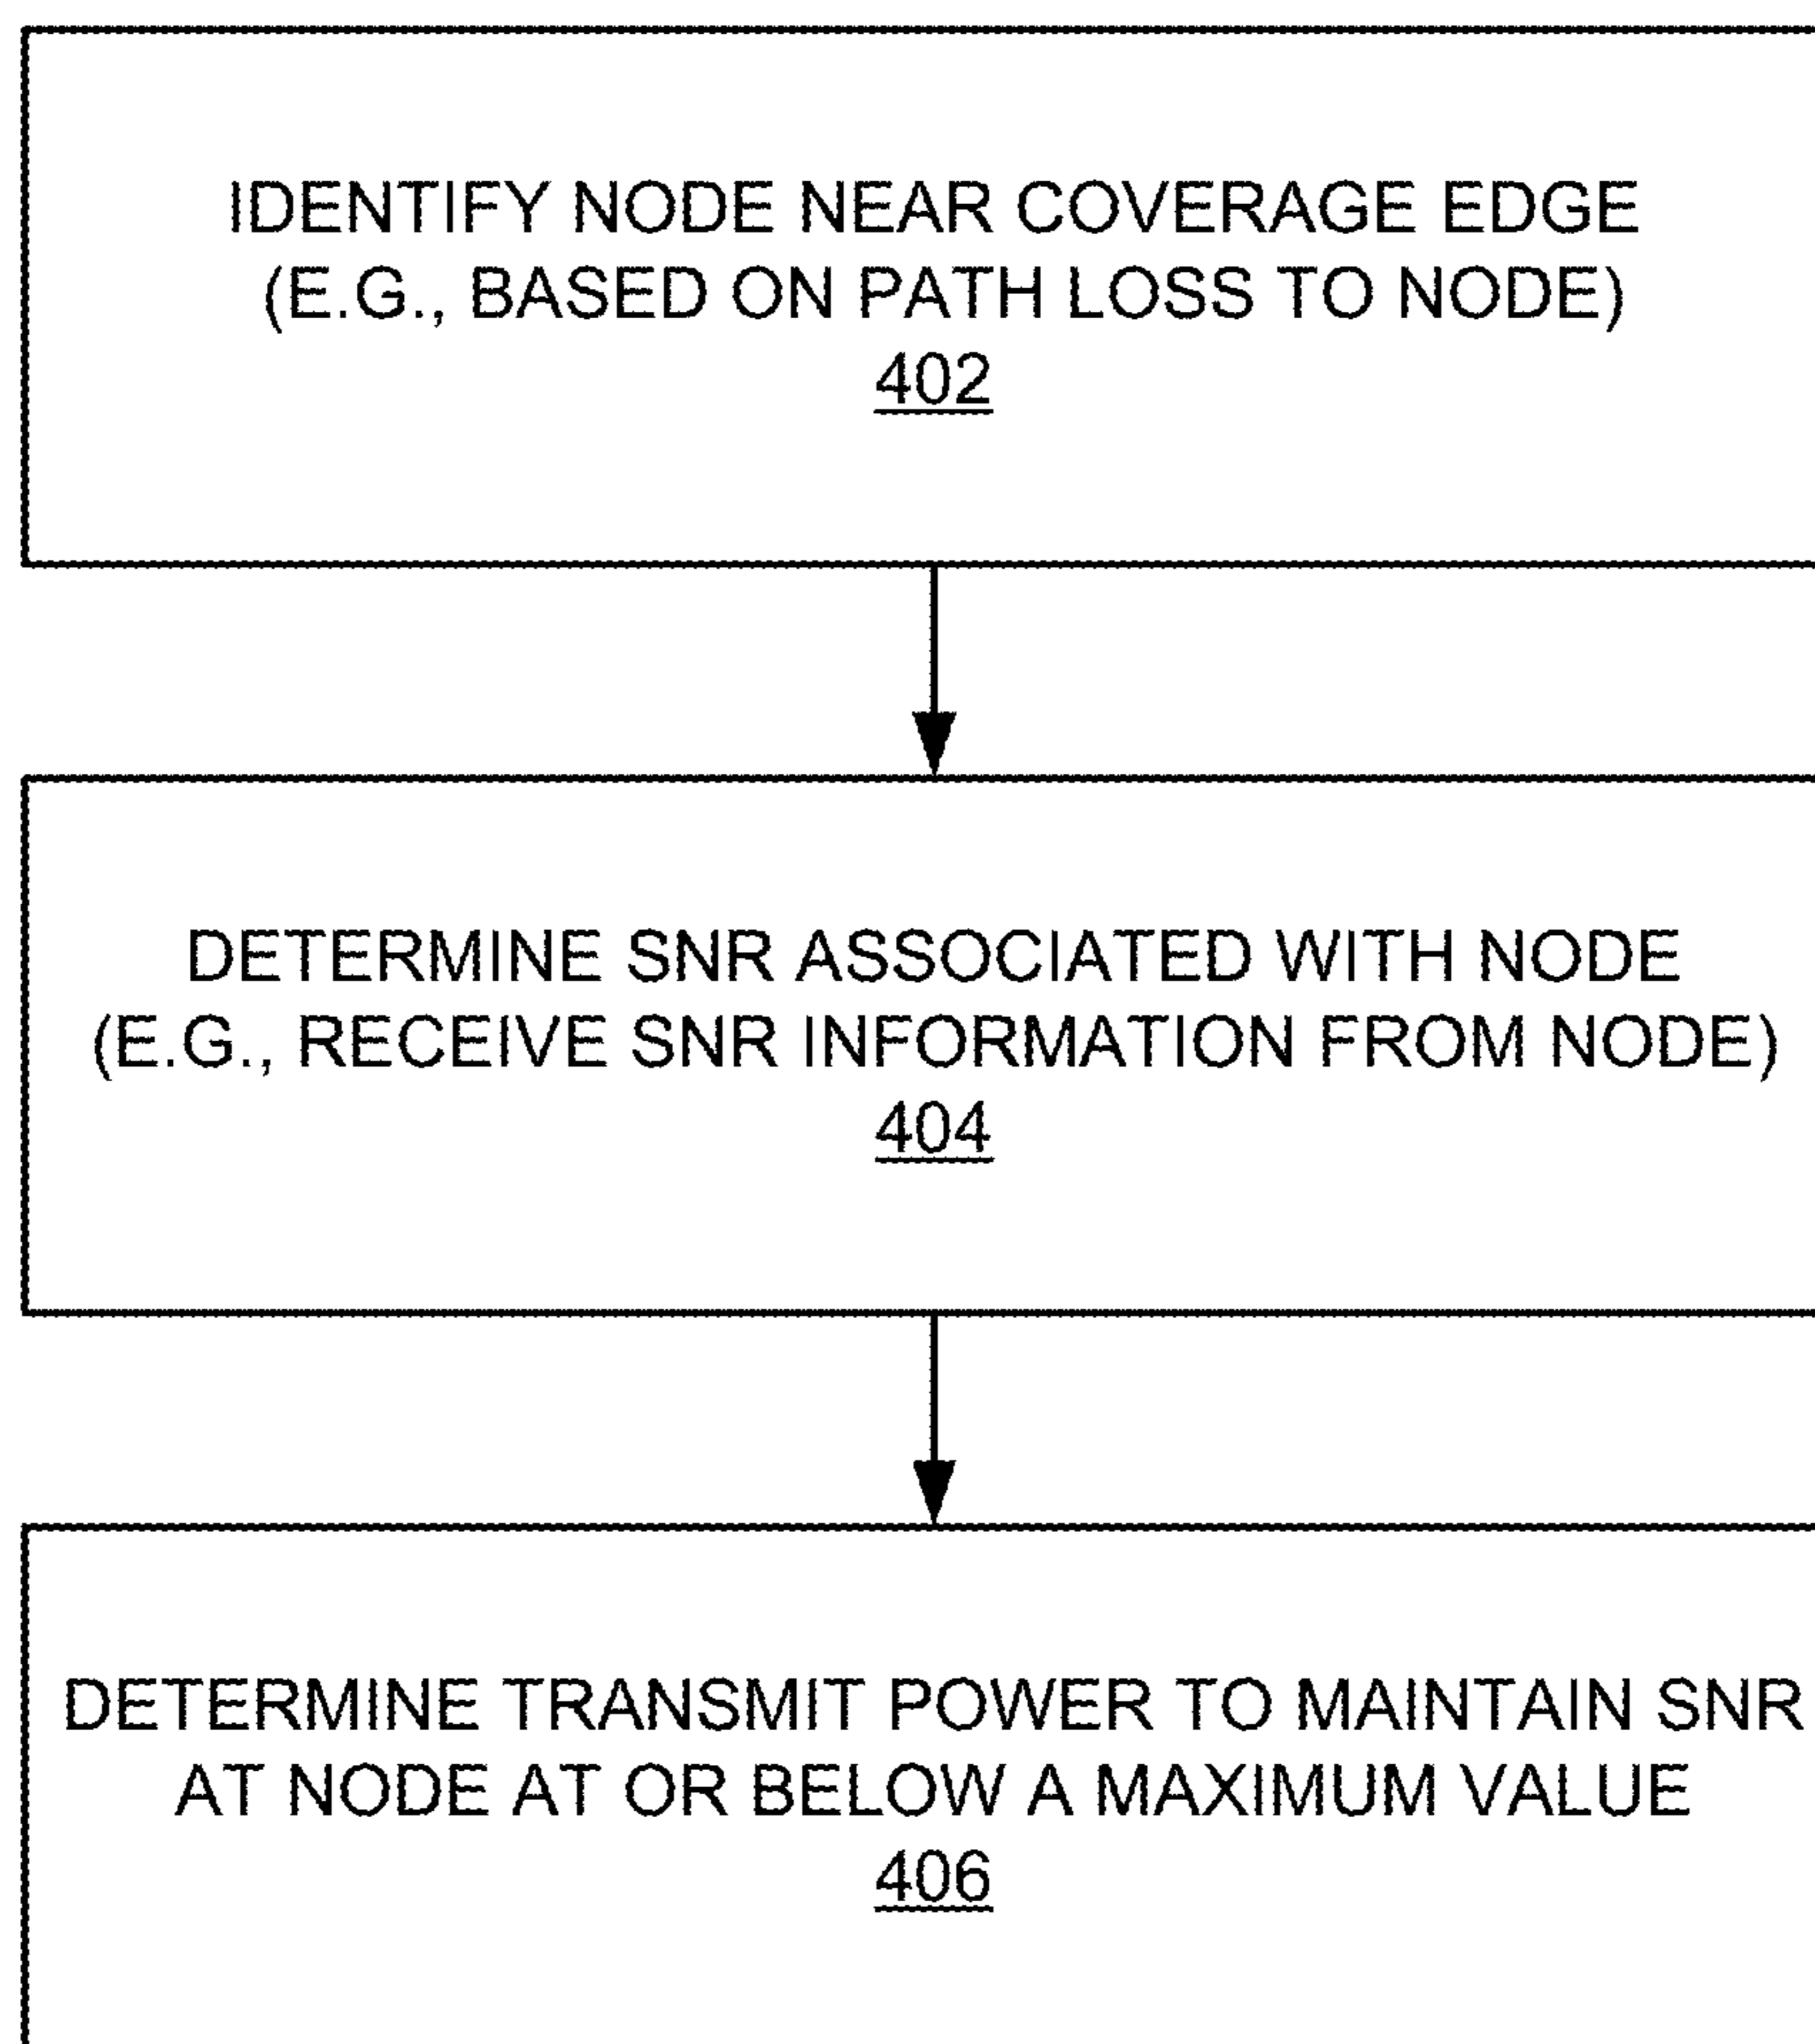 IDENTIFY NODE NEAR COVERAGE EDGE
(E.G., BASED ON PATH LOSS TO NODE)
402
DETERMINE SNR ASSOCIATED WITH NODE
(E.G., RECEIVE SNR INFORMATION FROM NODE)
404
DETERMINE TRANSMIT POWER TO MAINTAIN SNR
AT NODE AT OR BELOW A MAXIMUM VALUE
406